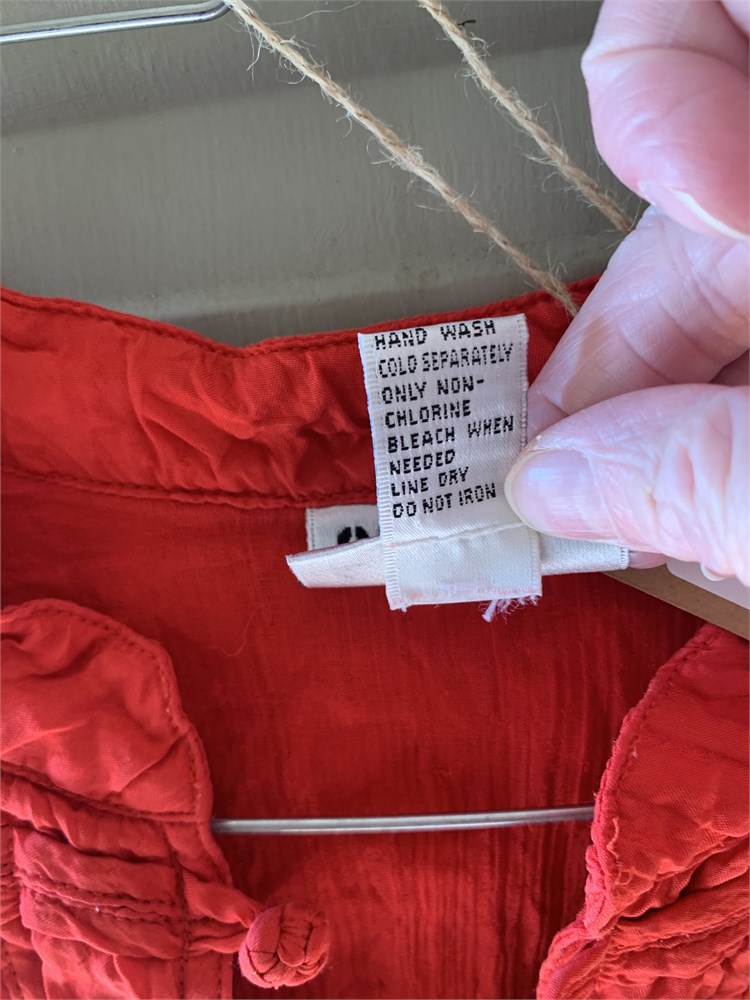 HAND WASH
COLD SEPARATELY
ONLY NON-
CHLORINE
BLEACH WHEN
NEEDED
LINE DRY
DO NOT IRON